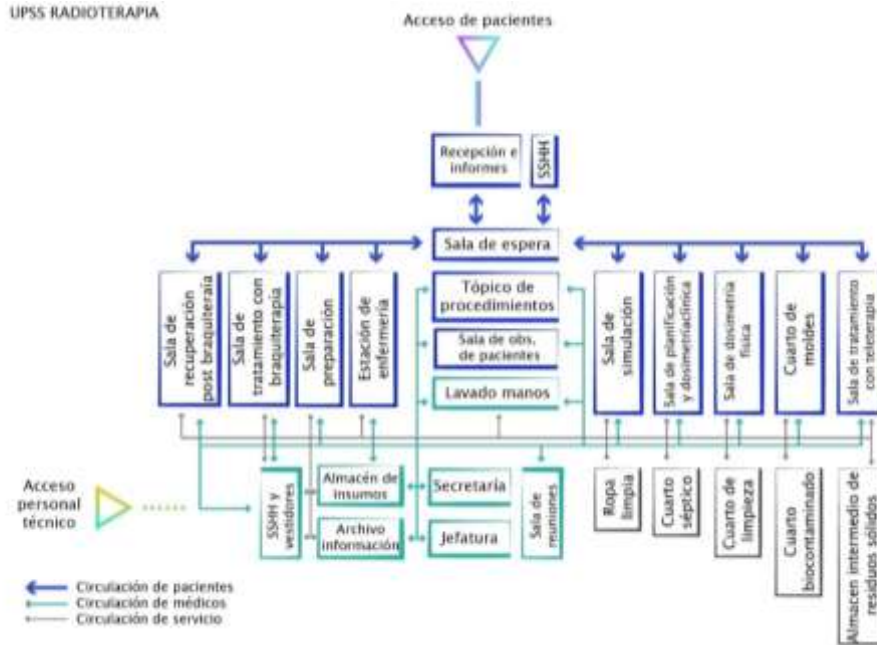 UPSS RADIOTERAPIA
Acceso de pacientes
Recepción e
informes
SSHH
Sala de espera
Sala de
recuperación
post braquiteraia
Sala de
tratamiento con
braquiterapia
Sala de
preparación
Estación de
enfermería
Tópico de
procedimientos
Sala de obs.
de pacientes
Lavado manos
Sala de
simulación
Sala de planificación
y dosimetríaclínica
Sala de dosimetría
física
Cuarto de
moldes
Sala de tratamiento
con teleterapia
Acceso
personal
técnico
SSHH y
vestidores
Almacén de
insumos
Archivo
información
Secretaría
Jefatura
Sala de
reuniones
Ropa
limpia
Cuarto
séptico
Cuarto de
limpieza
Cuarto
biocontaminado
Almacen intermedio de
residuos sólidos
Circulación de pacientes
Circulación de médicos
Circulación de servicio